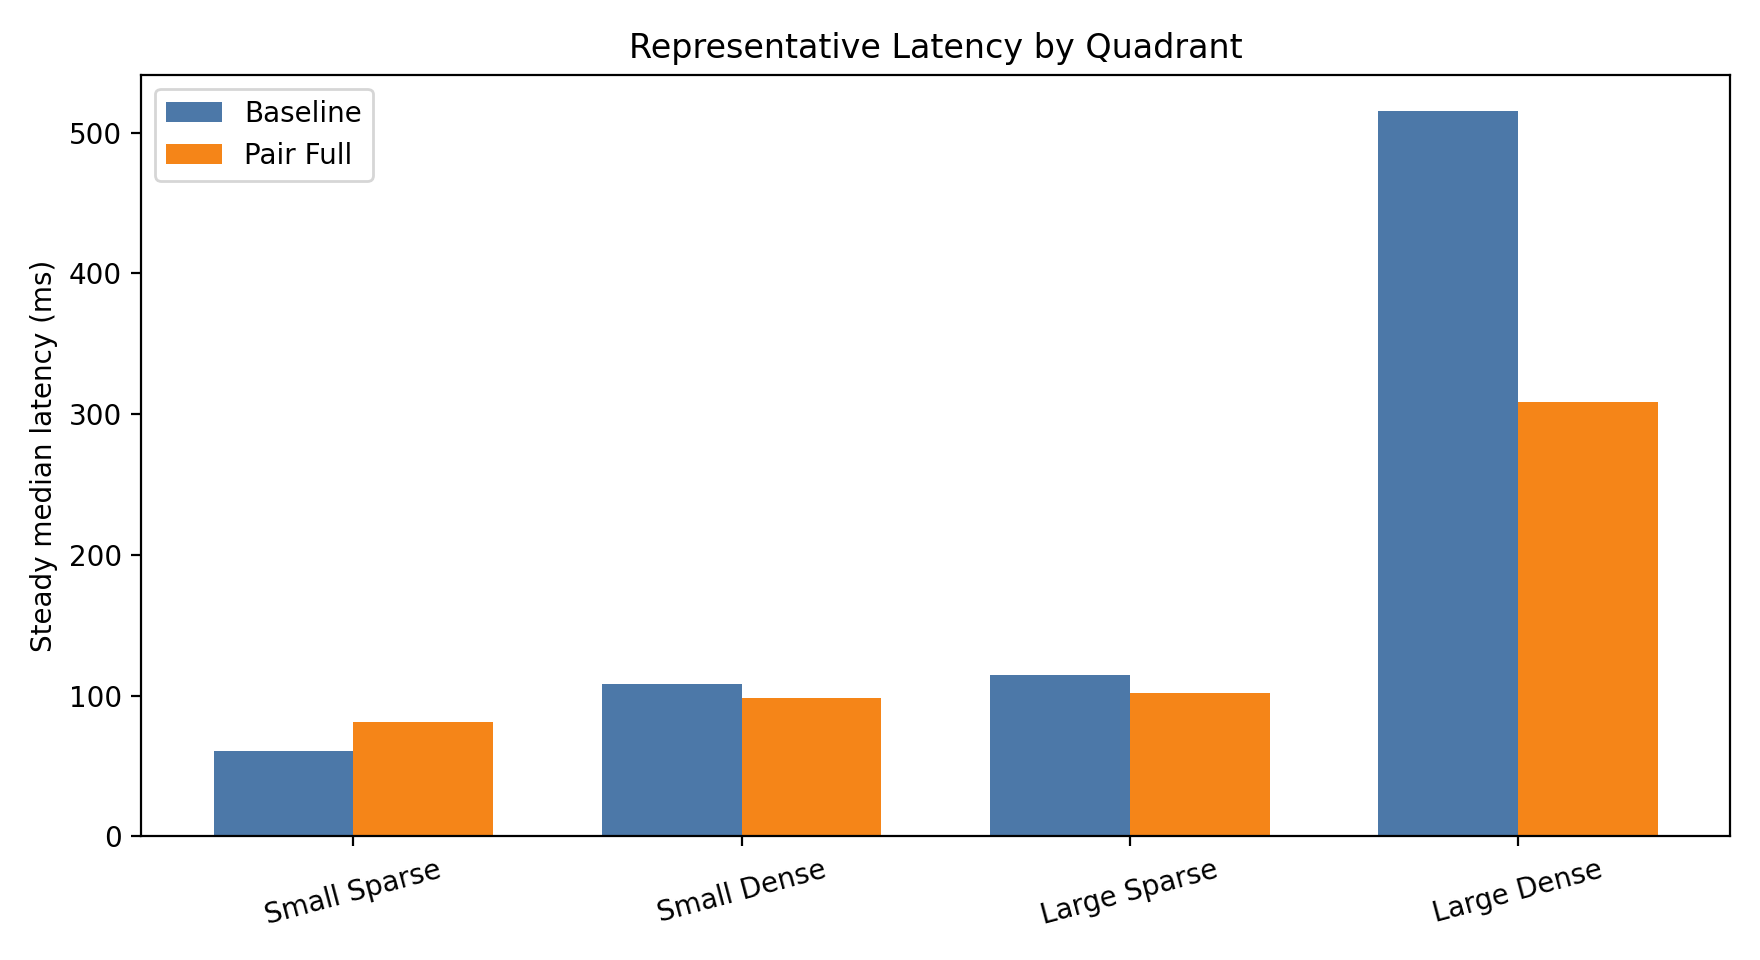 Representative Latency by Quadrant
Baseline
Pair Full
Steady median latency (ms)
500
400
300
200
100
0
Small Sparse
Small Dense
Large Sparse
Large Dense